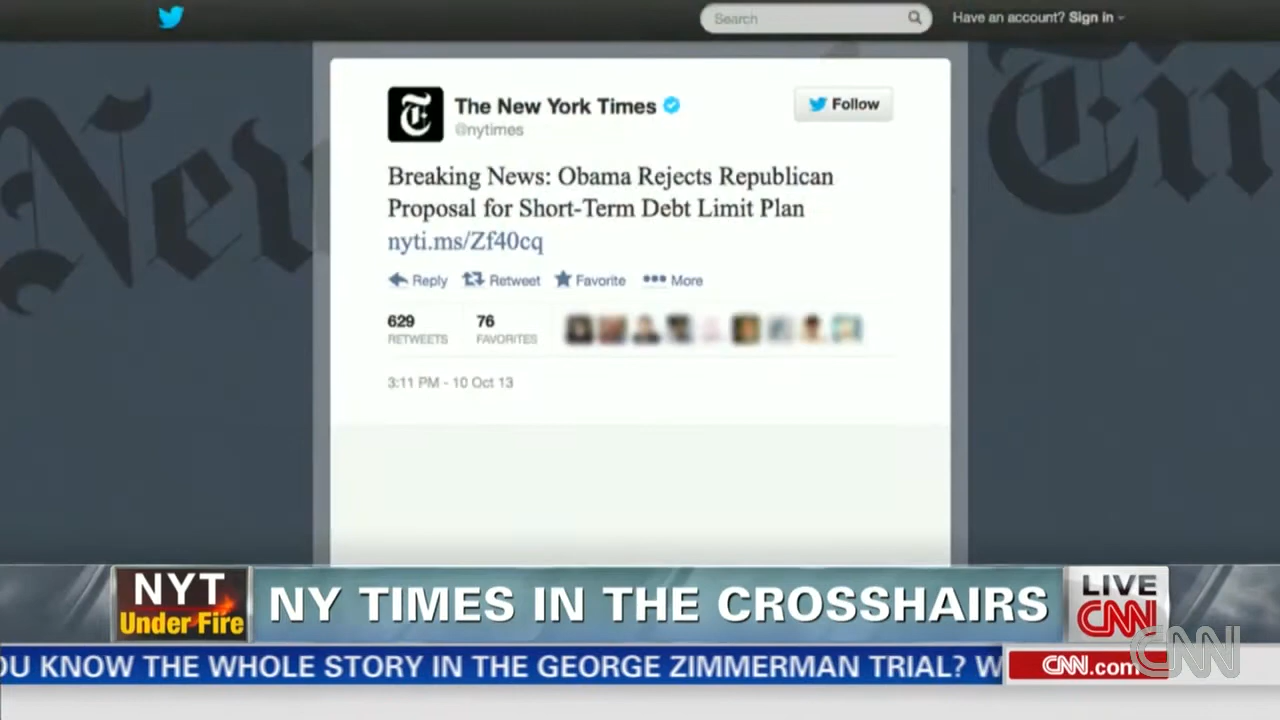 Search
Have an account? Sign in
The New York Times
@nytimes
Follow
Breaking News: Obama Rejects Republican
Proposal for Short-Term Debt Limit Plan
nyti.ms/Zf40cq
Reply Retweet Favorite More
629 76
RETWEETS FAVORITES
3:11 PM - 10 Oct 13
New
Tim
NYT
Under Fire
NY TIMES IN THE CROSSHAIRS
LIVE
CNN
OU KNOW THE WHOLE STORY IN THE GEORGE ZIMMERMAN TRIAL? W
CNN.com
CNN